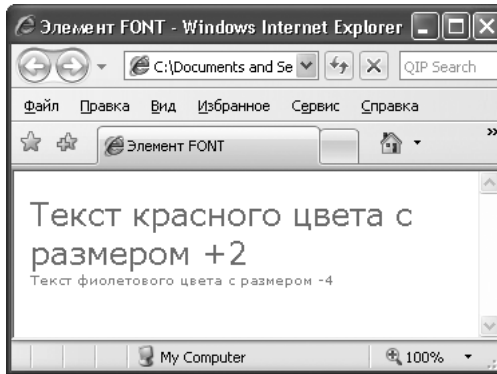 Элемент FONT - Windows Internet Explorer
C:\Documents and Se
QIP Search
Файл Правка Вид Избранное Сервис Справка
Элемент FONT
»
Текст красного цвета с
размером +2
Текст фиолетового цвета с размером -4
My Computer
100%